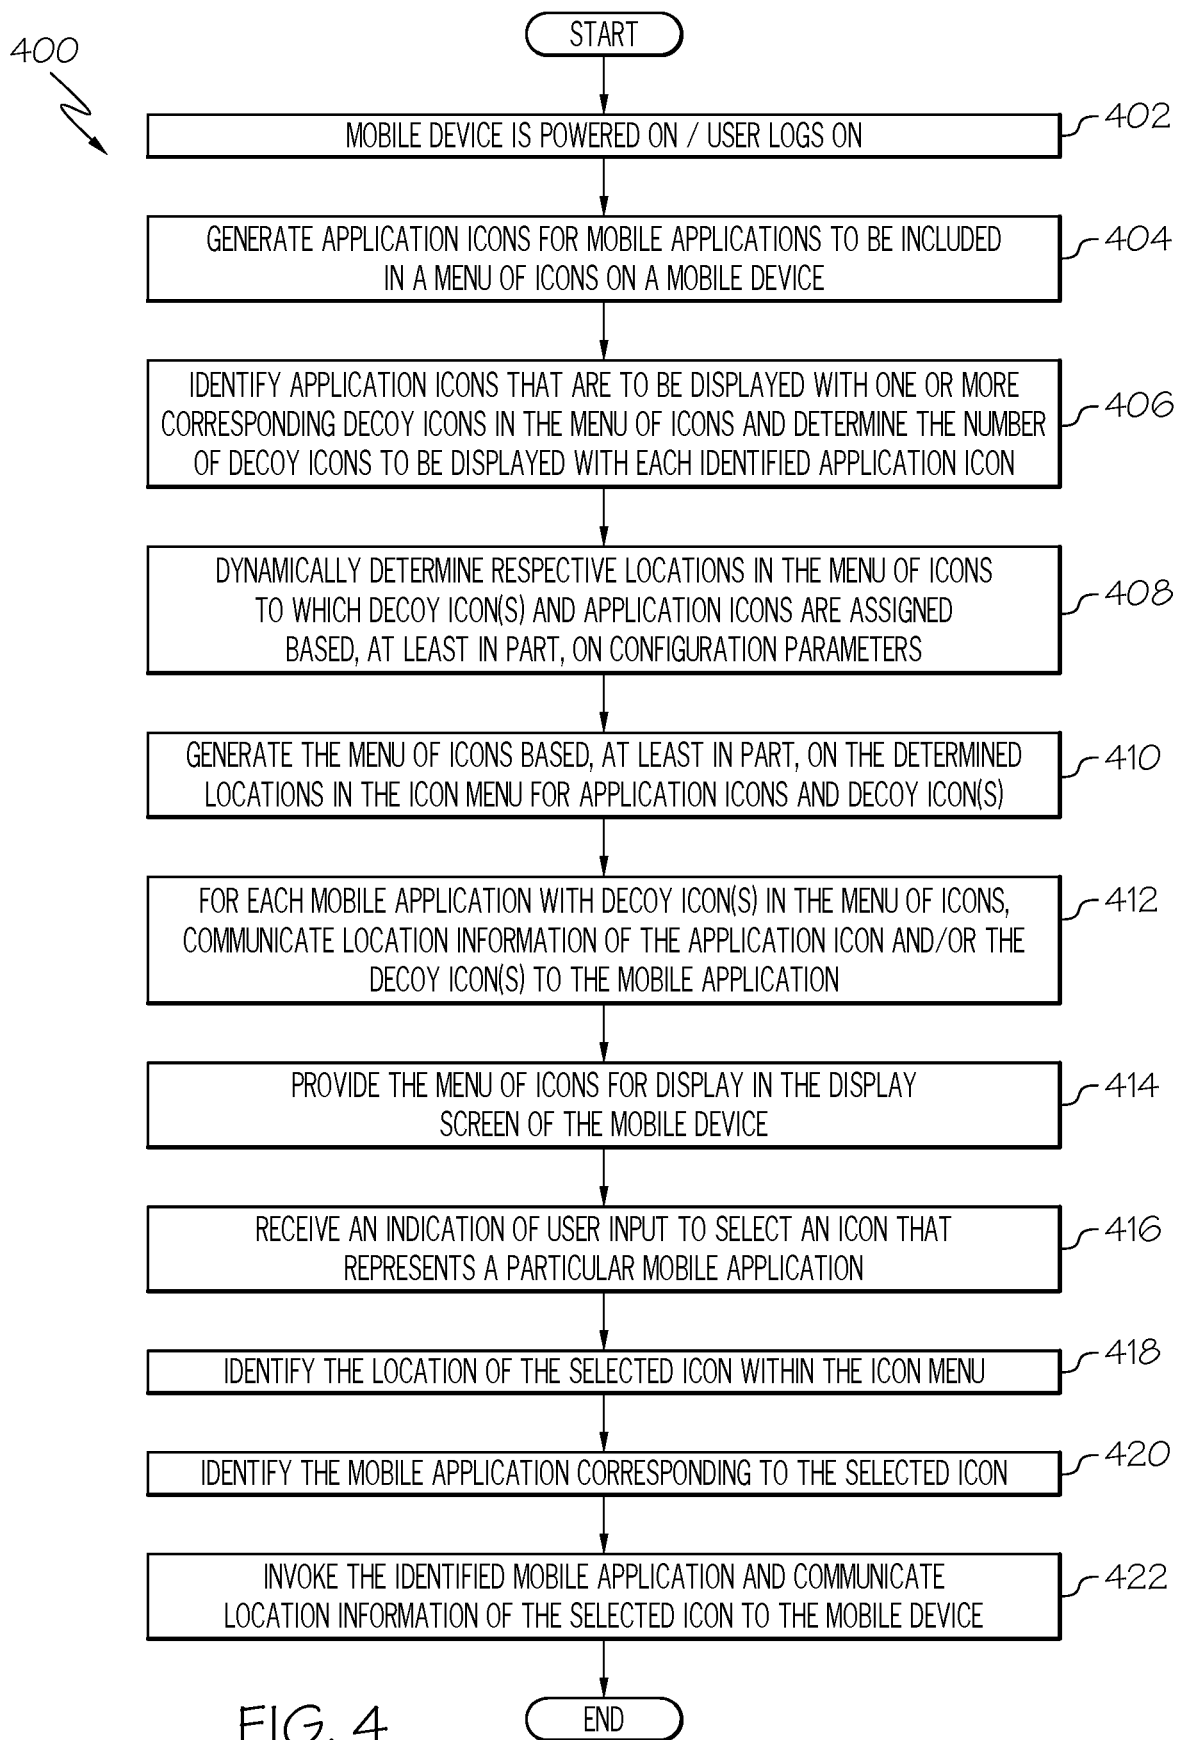 START
400
MOBILE DEVICE IS POWERED ON / USER LOGS ON
402
GENERATE APPLICATION ICONS FOR MOBILE APPLICATIONS TO BE INCLUDED
IN A MENU OF ICONS ON A MOBILE DEVICE
404
IDENTIFY APPLICATION ICONS THAT ARE TO BE DISPLAYED WITH ONE OR MORE
CORRESPONDING DECOY ICONS IN THE MENU OF ICONS AND DETERMINE THE NUMBER
OF DECOY ICONS TO BE DISPLAYED WITH EACH IDENTIFIED APPLICATION ICON
406
DYNAMICALLY DETERMINE RESPECTIVE LOCATIONS IN THE MENU OF ICONS
TO WHICH DECOY ICON(S) AND APPLICATION ICONS ARE ASSIGNED
BASED, AT LEAST IN PART, ON CONFIGURATION PARAMETERS
408
GENERATE THE MENU OF ICONS BASED, AT LEAST IN PART, ON THE DETERMINED
LOCATIONS IN THE ICON MENU FOR APPLICATION ICONS AND DECOY ICON(S)
410
FOR EACH MOBILE APPLICATION WITH DECOY ICON(S) IN THE MENU OF ICONS,
COMMUNICATE LOCATION INFORMATION OF THE APPLICATION ICON AND/OR THE
DECOY ICON(S) TO THE MOBILE APPLICATION
412
PROVIDE THE MENU OF ICONS FOR DISPLAY IN THE DISPLAY
SCREEN OF THE MOBILE DEVICE
414
RECEIVE AN INDICATION OF USER INPUT TO SELECT AN ICON THAT
REPRESENTS A PARTICULAR MOBILE APPLICATION
416
IDENTIFY THE LOCATION OF THE SELECTED ICON WITHIN THE ICON MENU
418
IDENTIFY THE MOBILE APPLICATION CORRESPONDING TO THE SELECTED ICON
420
INVOKE THE IDENTIFIED MOBILE APPLICATION AND COMMUNICATE
LOCATION INFORMATION OF THE SELECTED ICON TO THE MOBILE DEVICE
422
END
FIG. 4